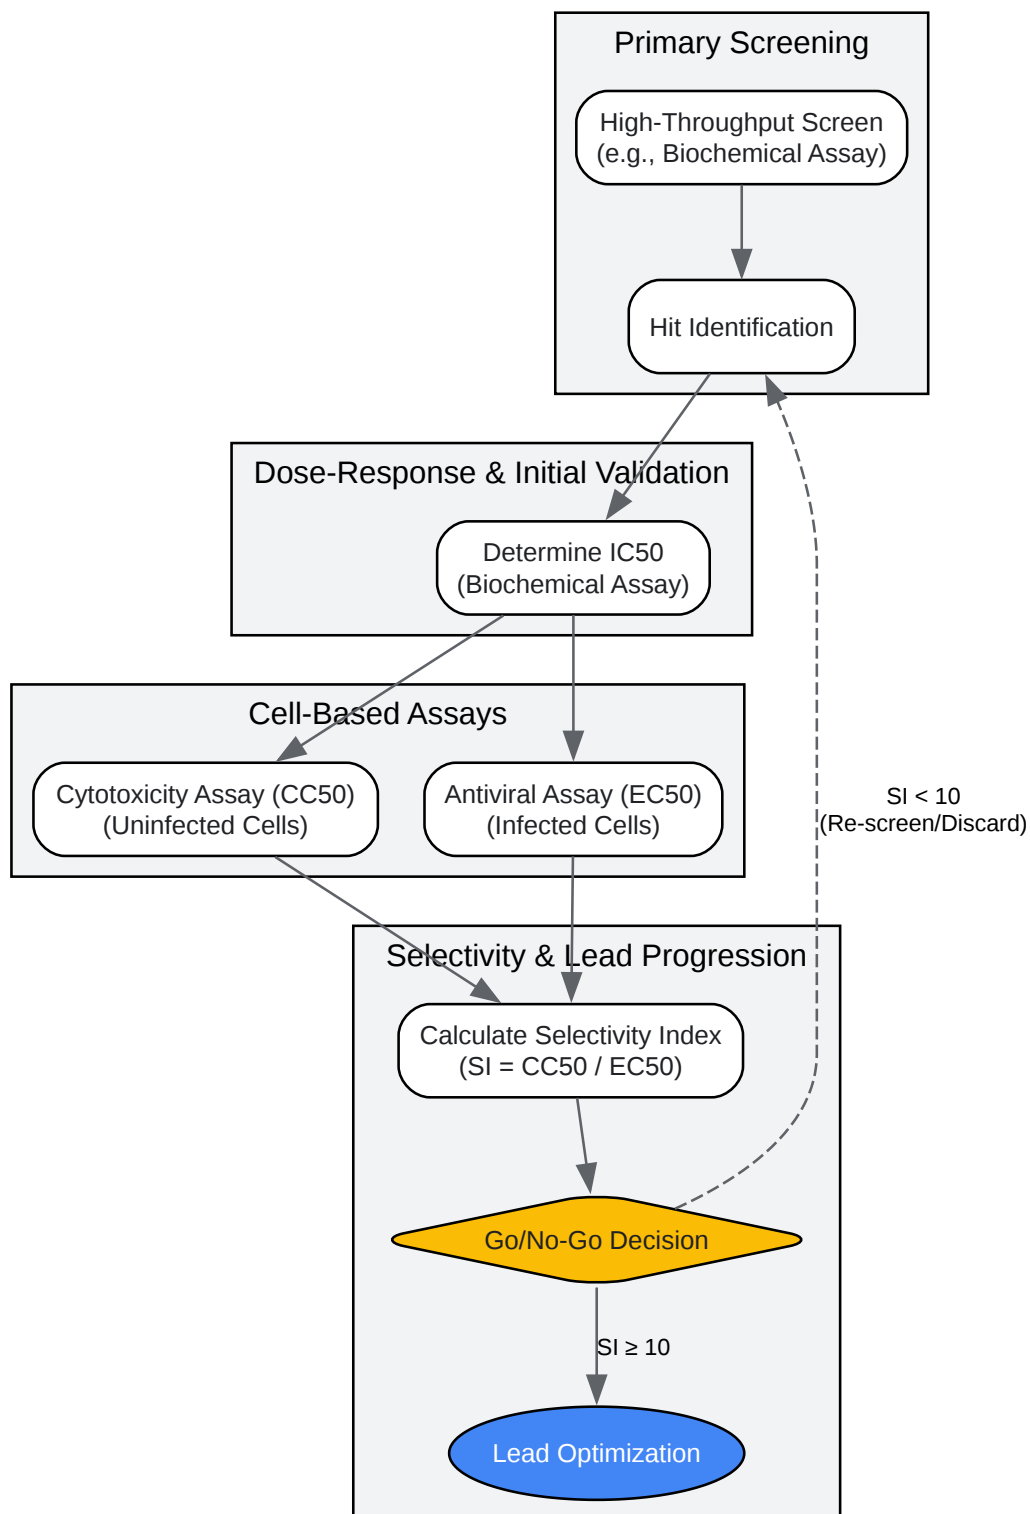 Primary Screening
High-Throughput Screen
(e.g., Biochemical Assay)
Hit Identification
Dose-Response & Initial Validation
Determine IC50
(Biochemical Assay)
Cell-Based Assays
Cytotoxicity Assay (CC50)
(Uninfected Cells)
Antiviral Assay (EC50)
(Infected Cells)
SI < 10
(Re-screen/Discard)
Selectivity & Lead Progression
Calculate Selectivity Index
(SI = CC50 / EC50)
Go/No-Go Decision
SI ≥ 10
Lead Optimization